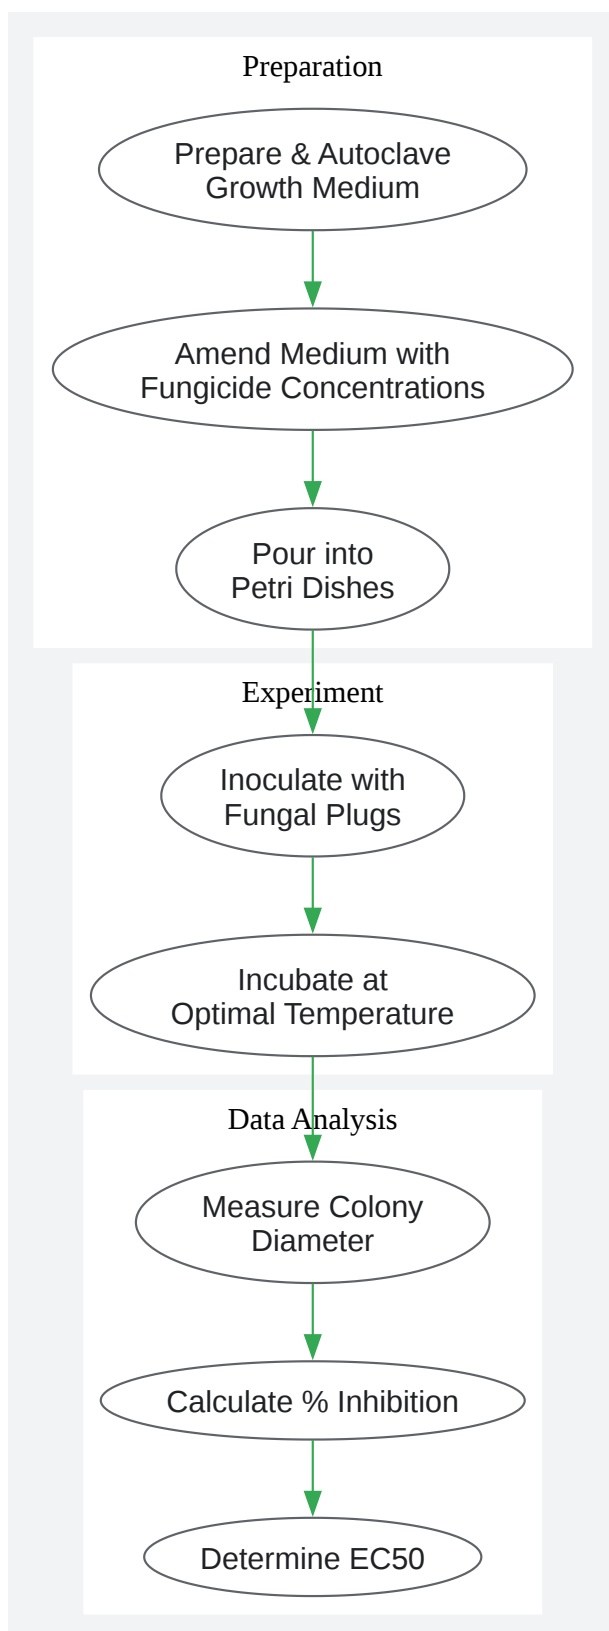 Preparation
Prepare & Autoclave
Growth Medium
Amend Medium with
Fungicide Concentrations
Pour into
Petri Dishes
Experiment
Inoculate with
Fungal Plugs
Incubate at
Optimal Temperature
Data Analysis
Measure Colony
Diameter
Calculate % Inhibition
Determine EC50